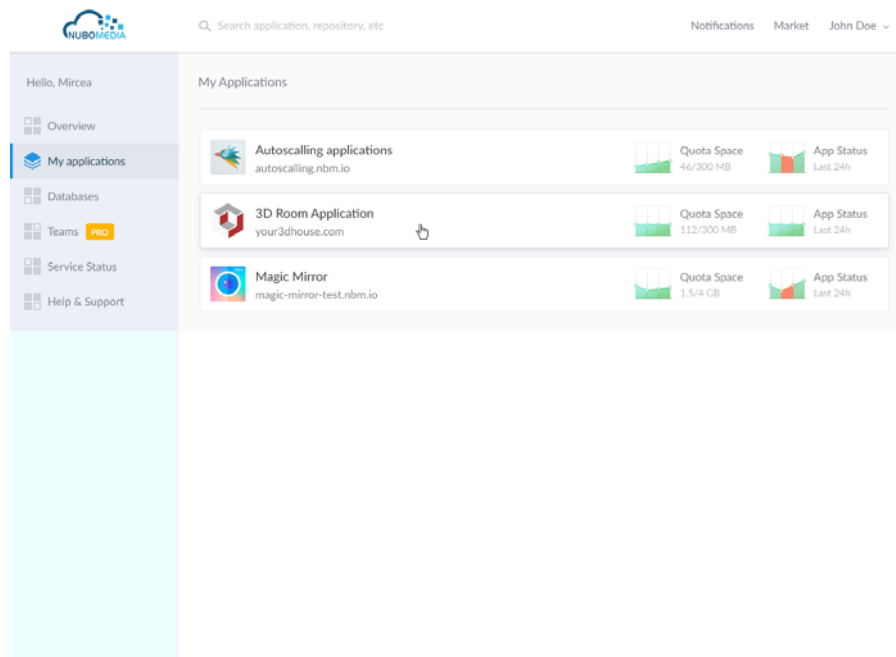 NUBOMEDIA
Search application, repository, etc
Notifications
Market
John Doe
Hello, Mircea
Overview
My applications
Databases
Teams PRO
Service Status
Help & Support
My Applications
Autoscalling applications
autoscalling.nbm.io
Quota Space
46/300 MB
App Status
Last 24h
3D Room Application
your3dhouse.com
Quota Space
112/300 MB
App Status
Last 24h
Magic Mirror
magic-mirror-test.nbm.io
Quota Space
1.5/4 GB
App Status
Last 24h